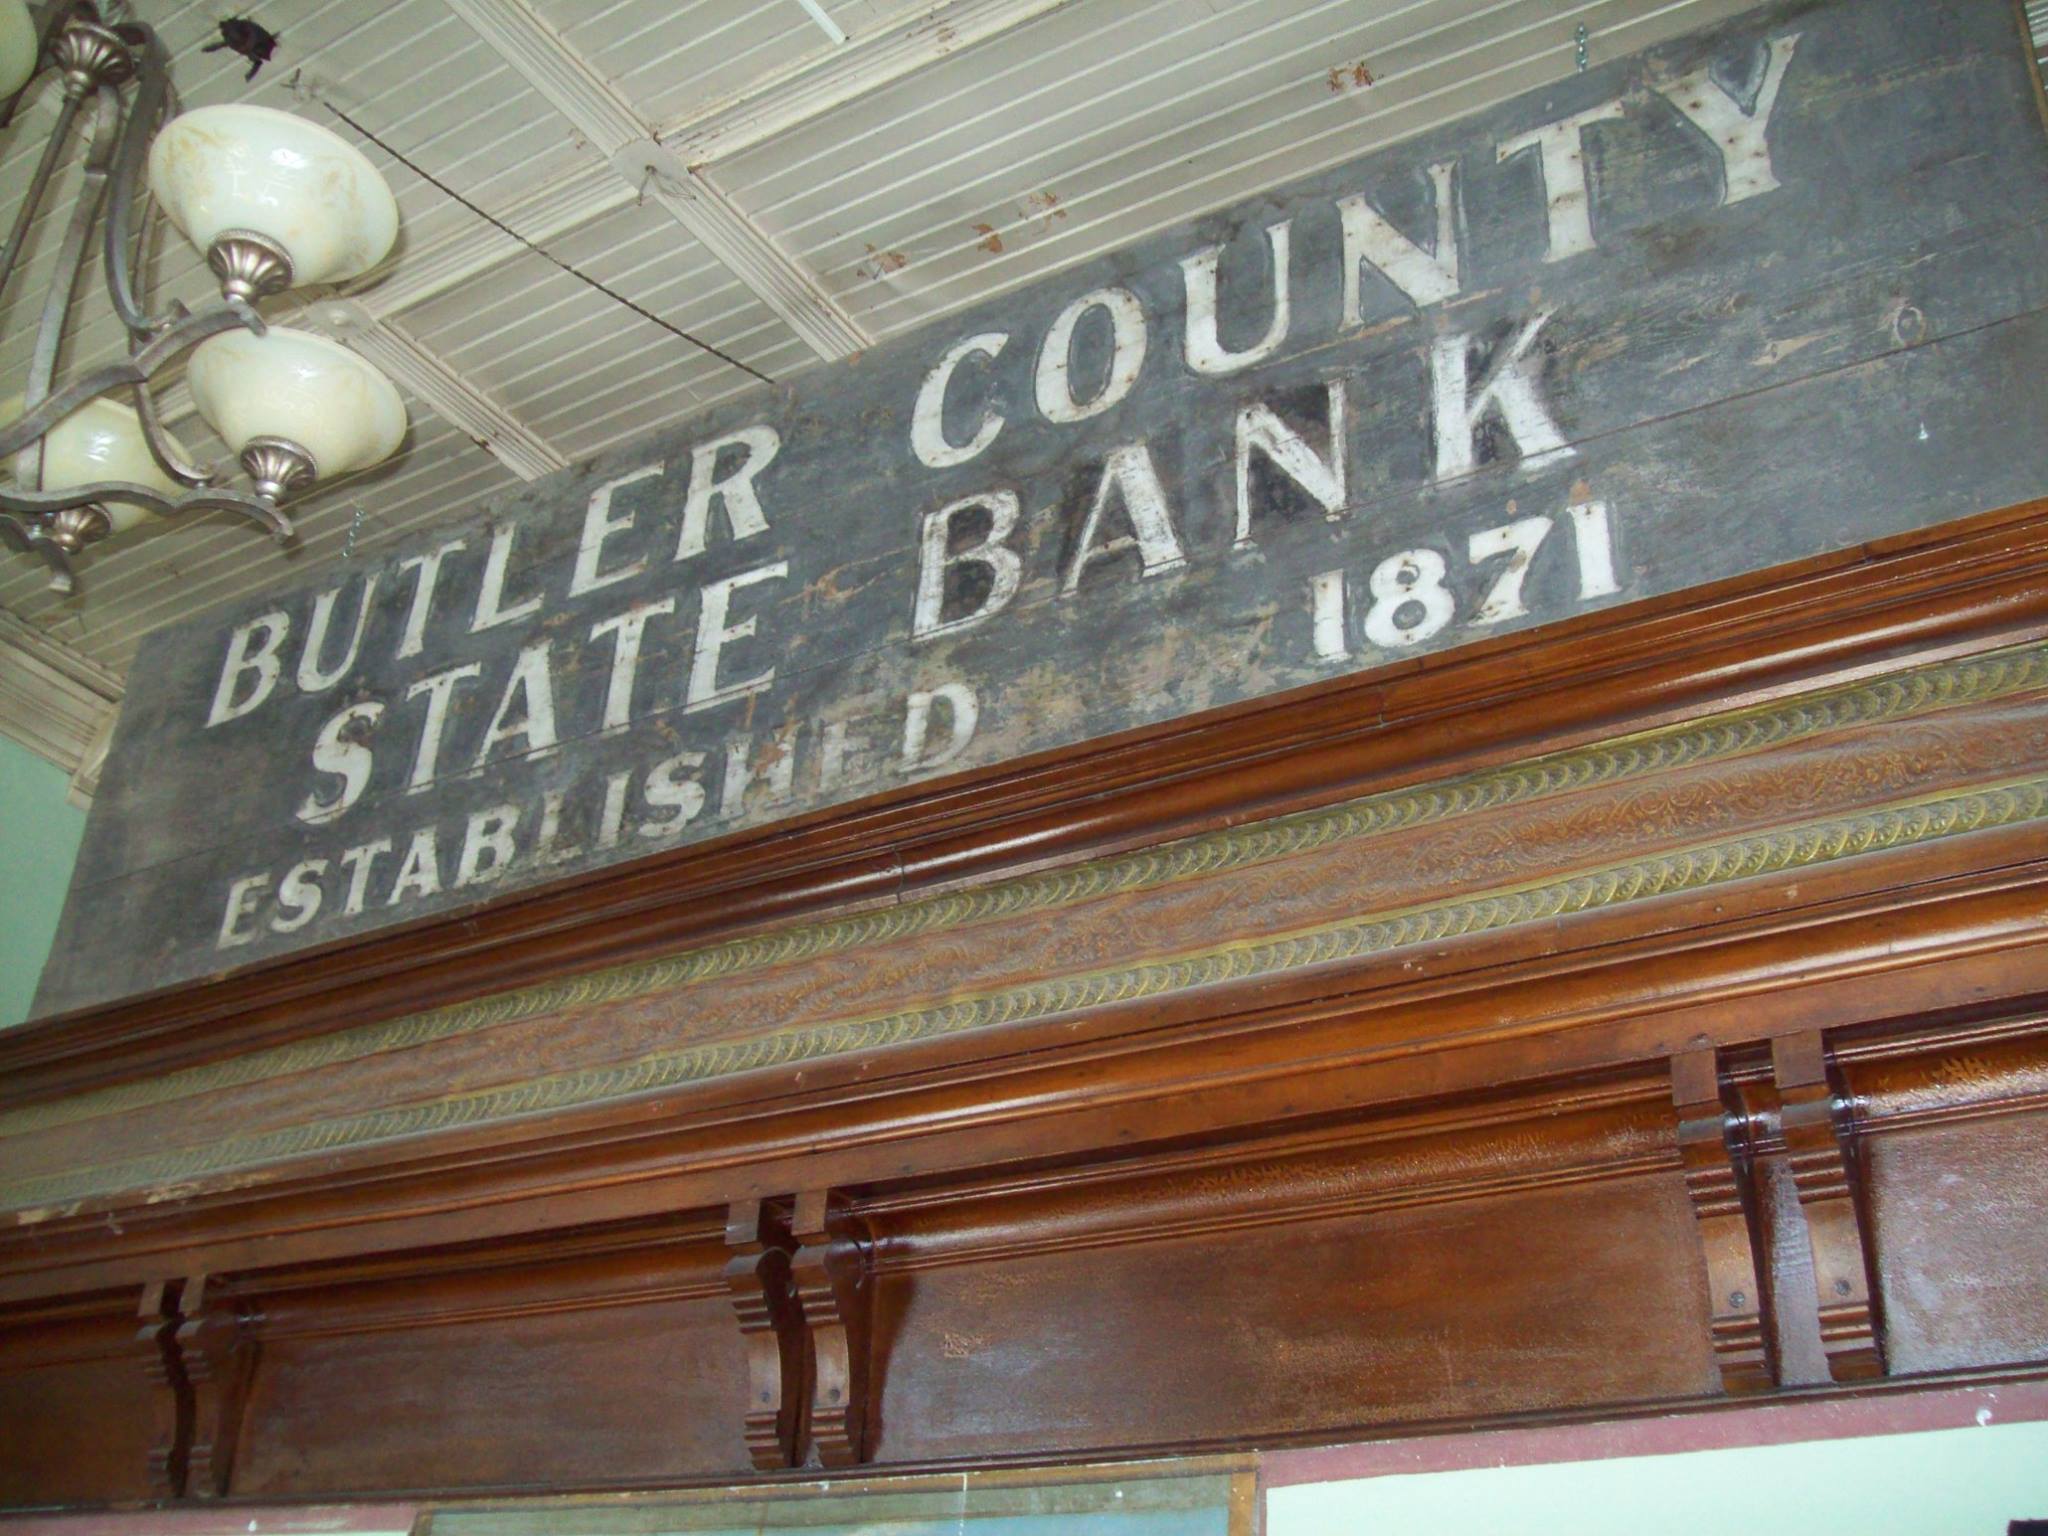 BUTLER COUNTY
STATE BANK
ESTABLISHED 1871